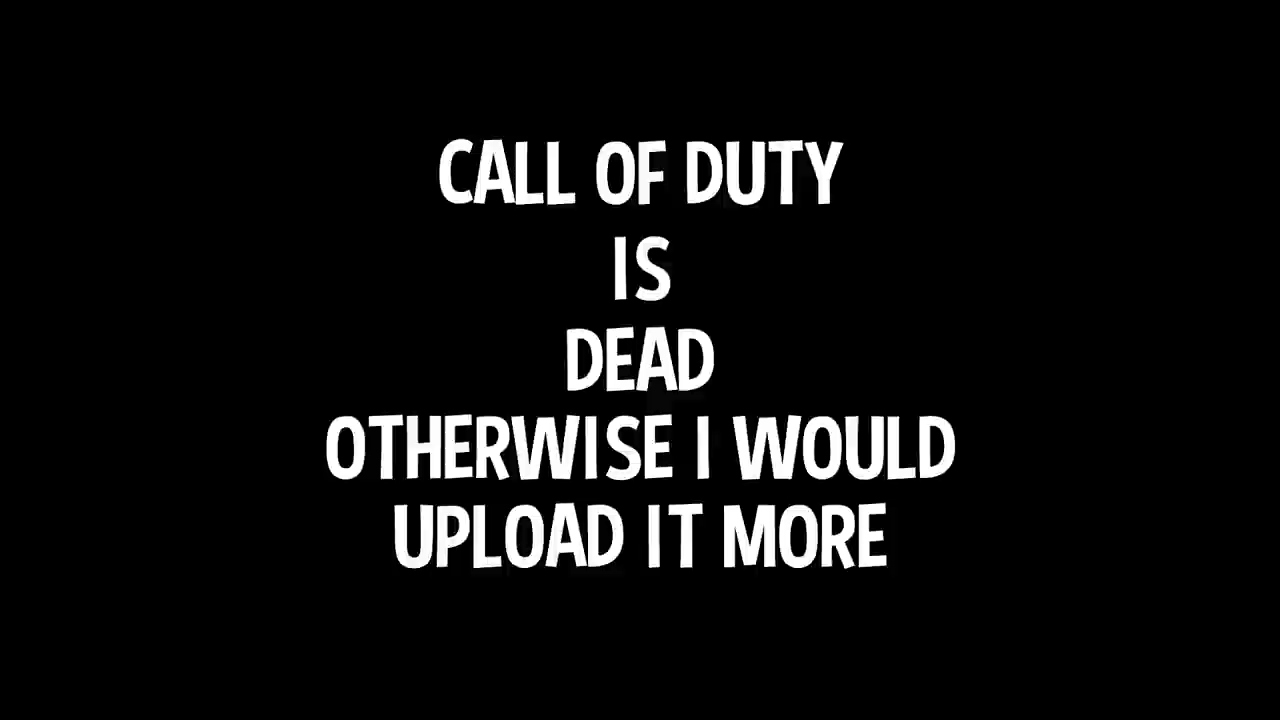 CALL OF DUTY
IS
DEAD
OTHERWISE I WOULD
UPLOAD IT MORE